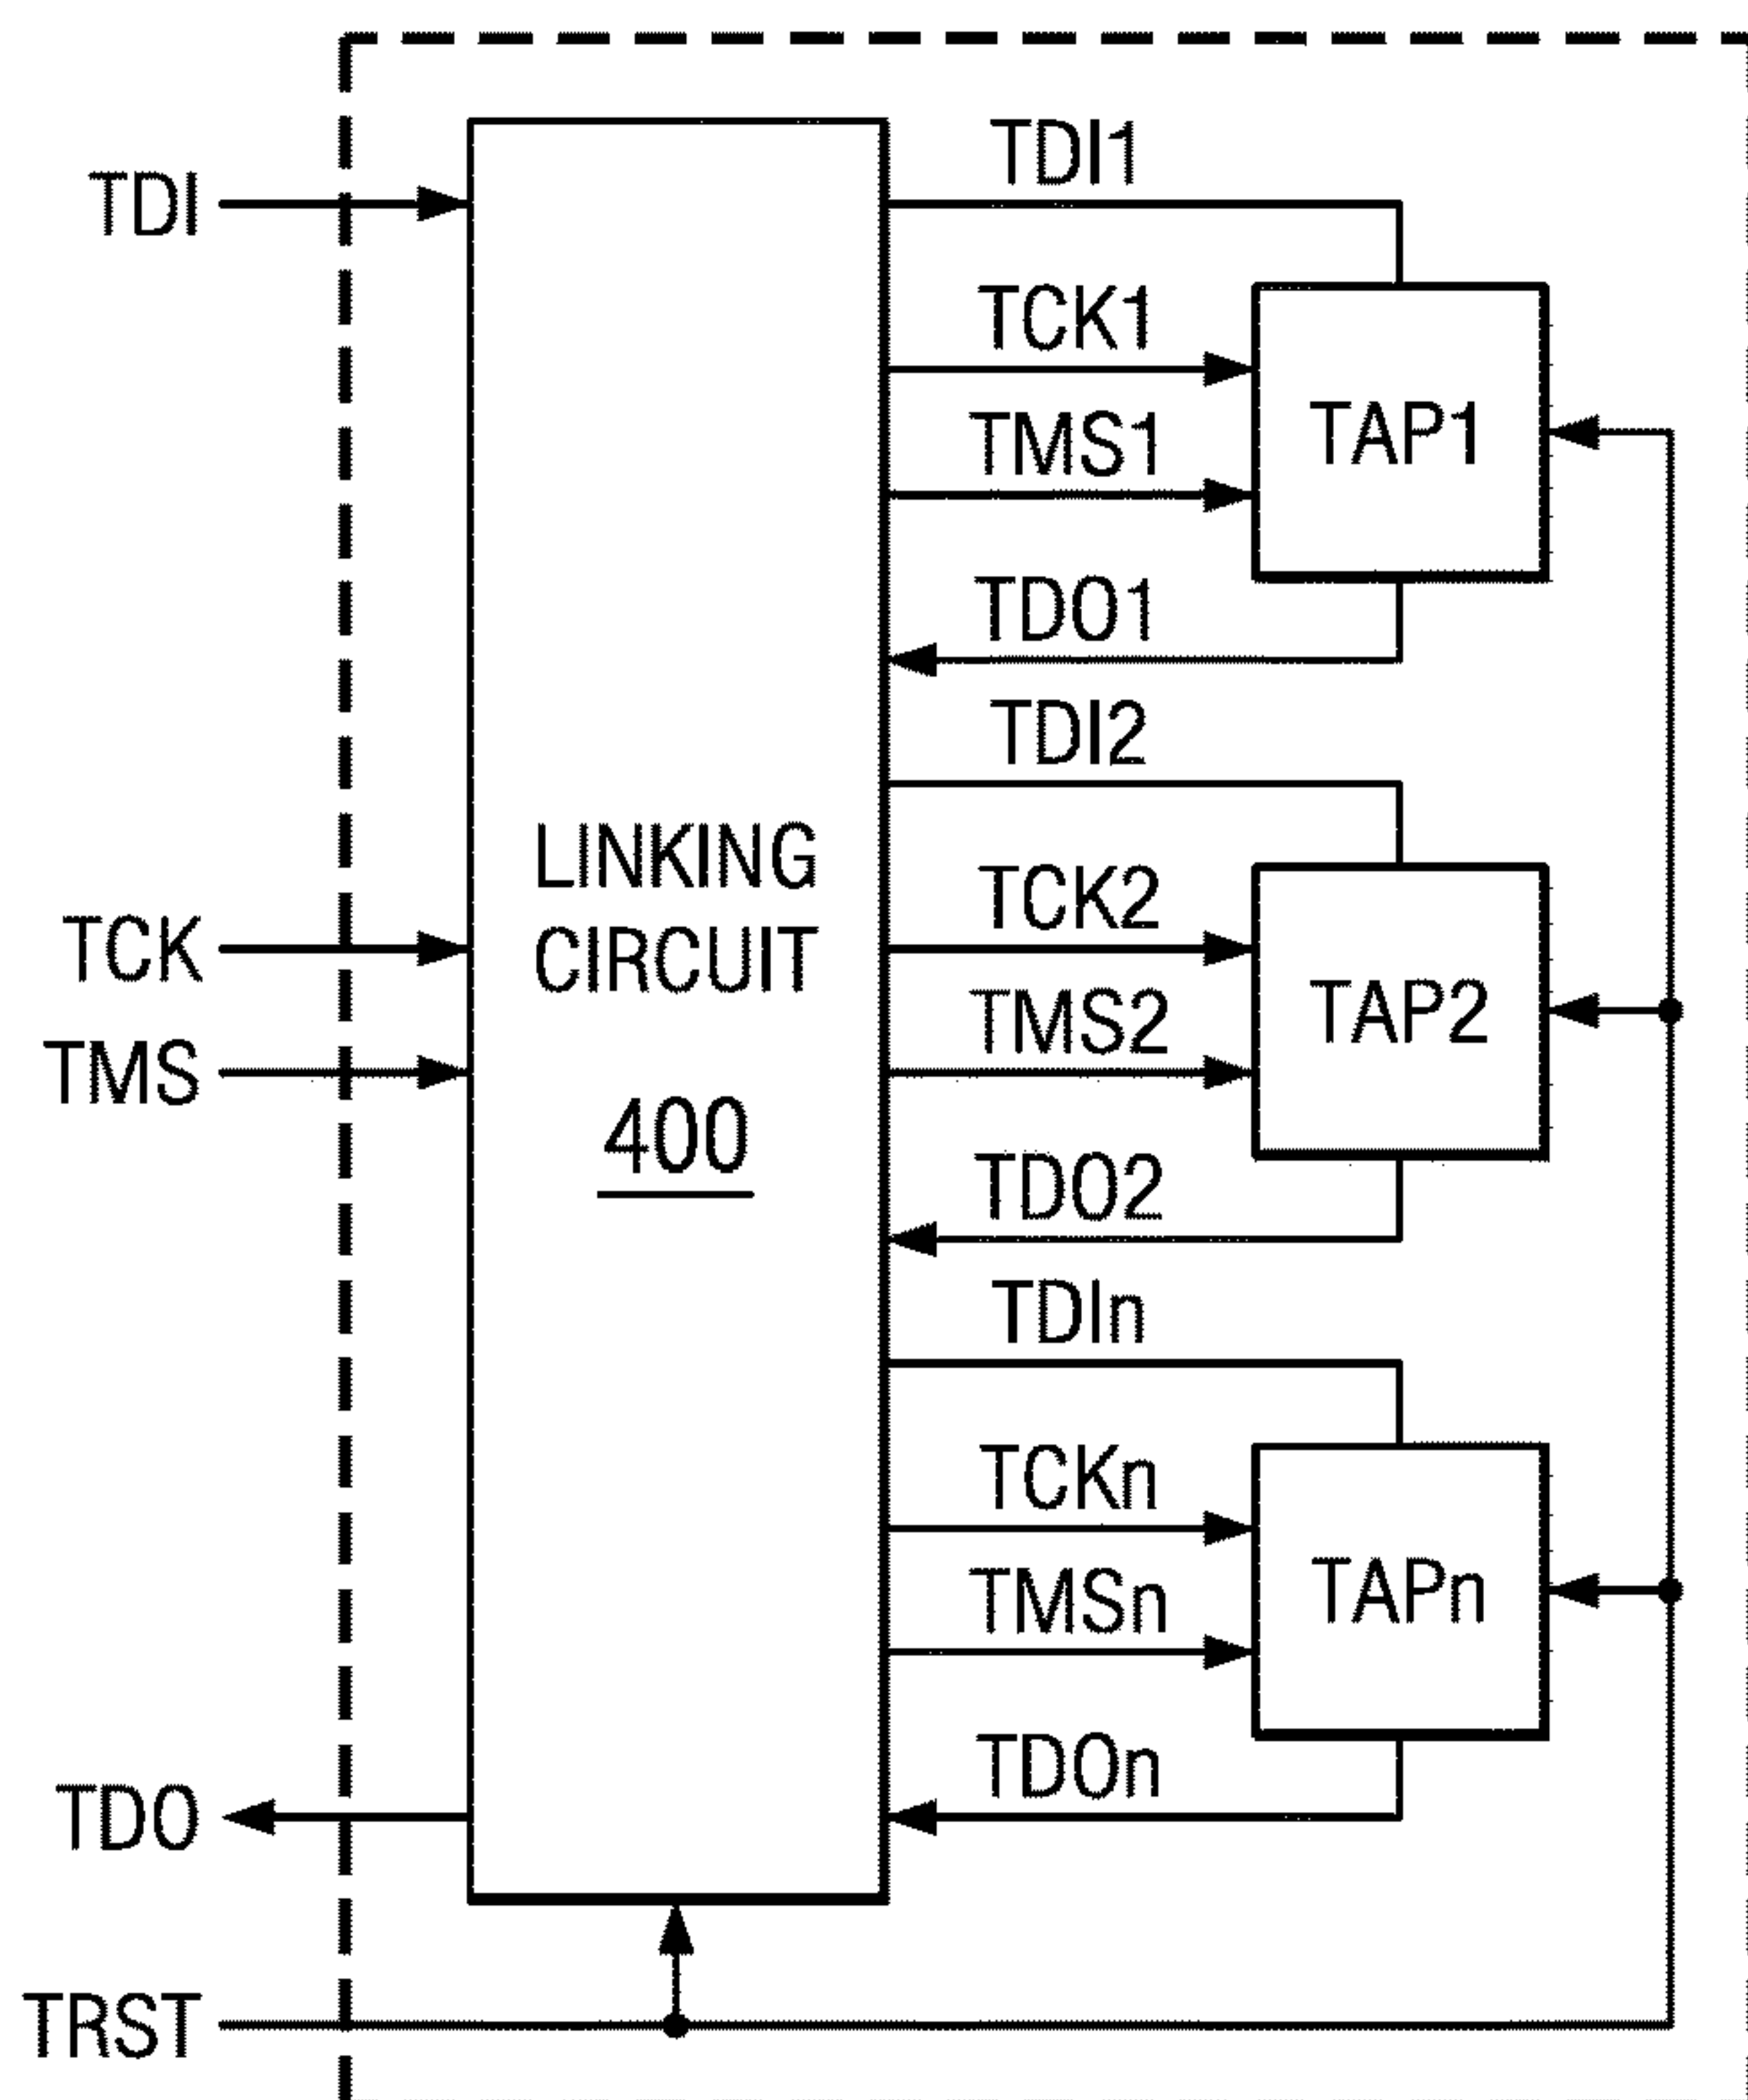 TDI
TCK
TMS
TDO
TRST
LINKING
CIRCUIT
400
TDI1
TCK1
TMS1
TDO1
TAP1
TDI2
TCK2
TMS2
TDO2
TAP2
TDIn
TCKn
TMSn
TDOn
TAPn